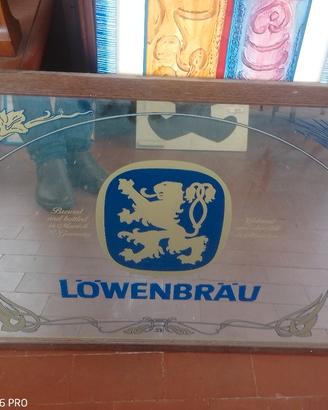 Brewed
and bottled
in Munich
Germany
LÖWENBRÄU
6 PRO